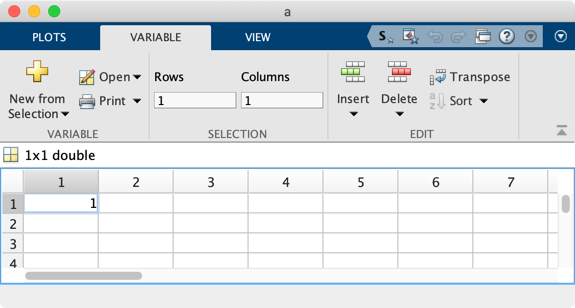 a
PLOTS VARIABLE VIEW S ?
New from Selection Open Print
Rows Columns
1 1
Insert Delete Transpose Sort
VARIABLE SELECTION EDIT
1x1 double
1 2 3 4 5 6 7
1 1
2
3
4